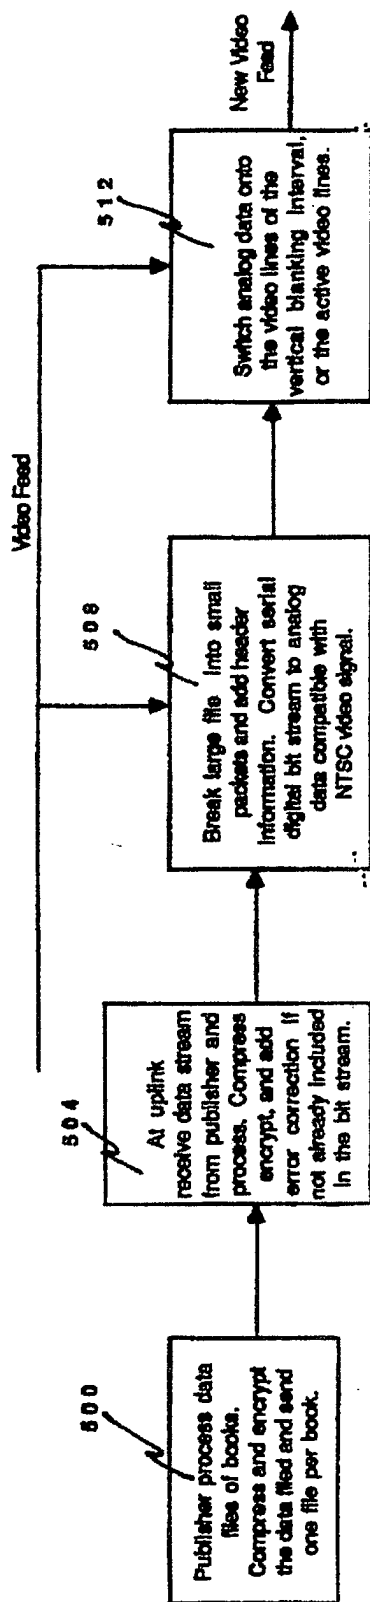 500
Publisher process data
files of books.
Compress and encrypt
the data filed and send
one file per book.
504
At uplink
receive data stream
from publisher and
process. Compress
encrypt, and add
error correction if
not already included
in the bit stream.
Video Feed
508
Break large file into small
packets and add header
information. Convert serial
digital bit stream to analog
data compatible with
NTSC video signal.
512
Switch analog data onto
the video lines of the
vertical blanking interval,
or the active video lines.
New Video
Feed